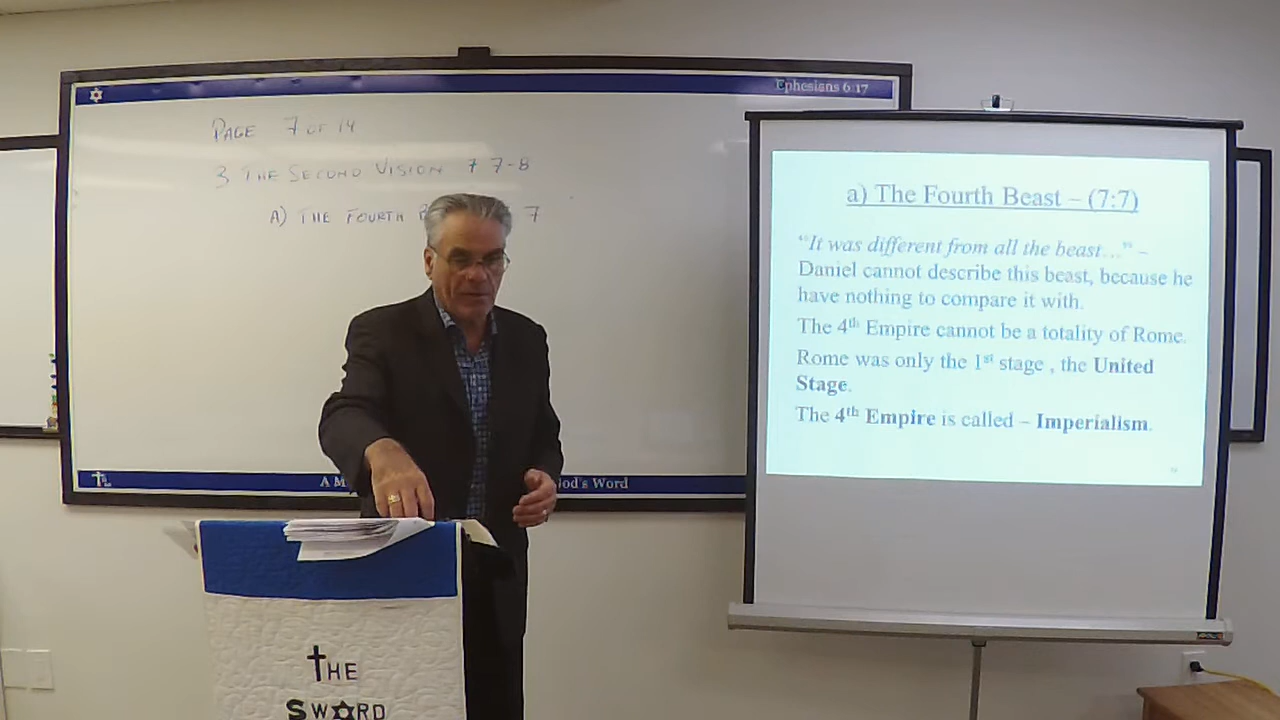 Ephesians 6:17
PAGE 7 OF 14
3 THE SECOND VISION 7 7-8
A) THE FOURTH 7
A God's Word
THE
SWORD
a) The Fourth Beast – (7:7)
“It was different from all the beast…” –
Daniel cannot describe this beast, because he
have nothing to compare it with.
The 4th Empire cannot be a totality of Rome.
Rome was only the 1st stage , the United
Stage.
The 4th Empire is called – Imperialism.